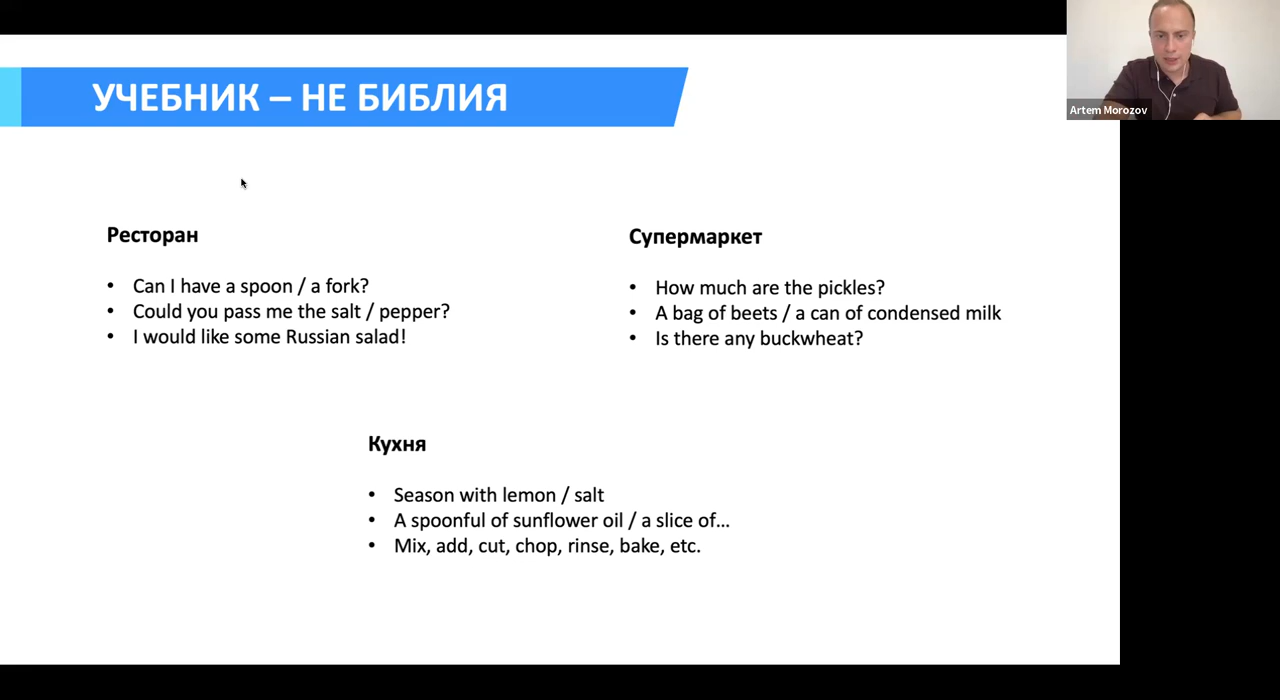 УЧЕБНИК – НЕ БИБЛИЯ
Artem Morozov
Ресторан
• Can I have a spoon / a fork?
• Could you pass me the salt / pepper?
• I would like some Russian salad!
Супермаркет
• How much are the pickles?
• A bag of beets / a can of condensed milk
• Is there any buckwheat?
Кухня
• Season with lemon / salt
• A spoonful of sunflower oil / a slice of…
• Mix, add, cut, chop, rinse, bake, etc.